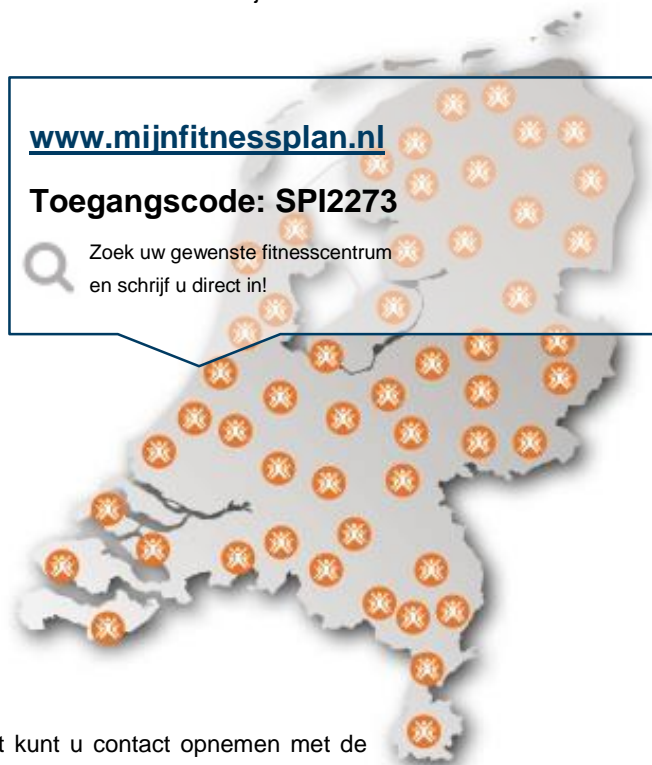 www.mijnfitnessplan.nl
Toegangscode: SPI2273
Zoek uw gewenste fitnesscentrum
en schrijf u direct in!
kunt u contact opnemen met de